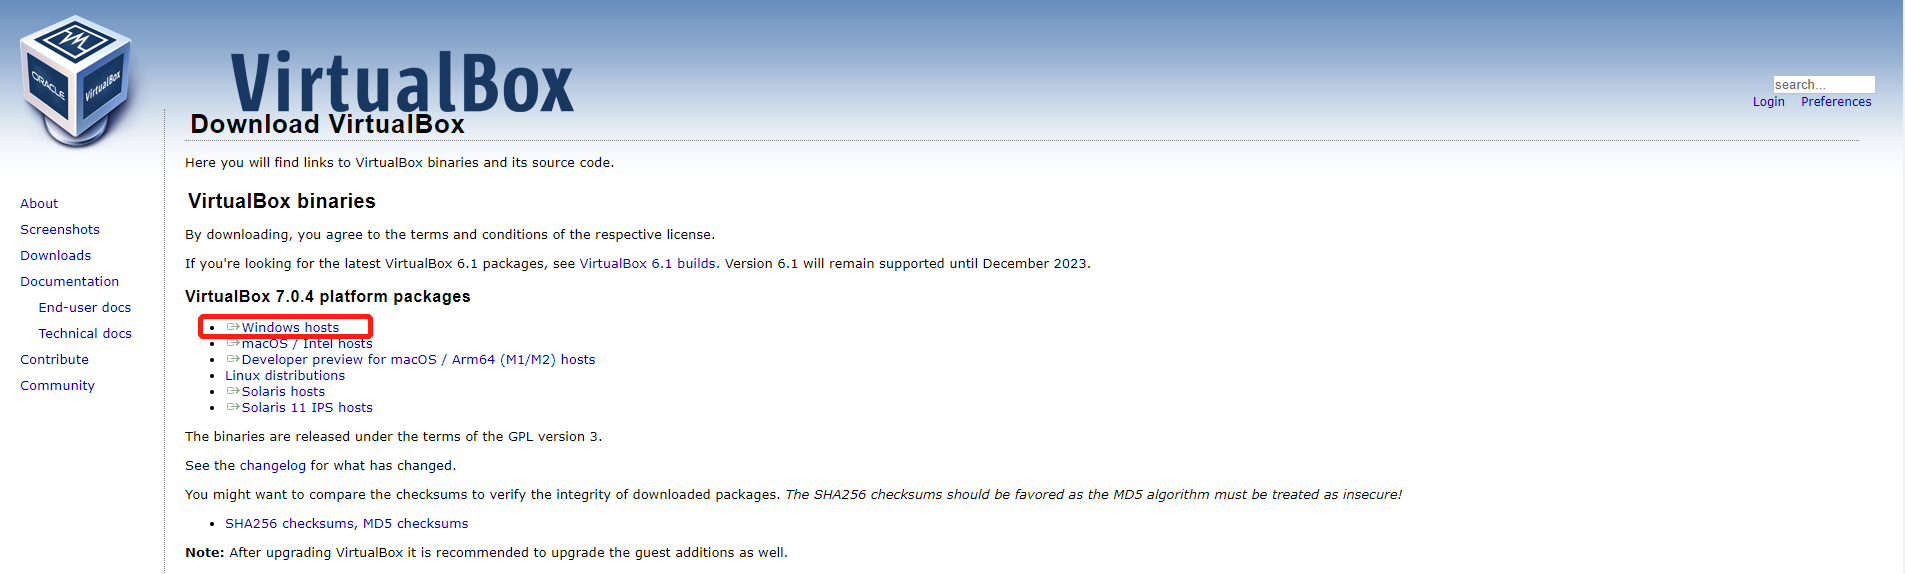 ORACLE
VirtualBox
VirtualBox
search...
Login Preferences
Download VirtualBox
Here you will find links to VirtualBox binaries and its source code.
About
Screenshots
Downloads
Documentation
End-user docs
Technical docs
Contribute
Community
VirtualBox binaries
By downloading, you agree to the terms and conditions of the respective license.
If you're looking for the latest VirtualBox 6.1 packages, see VirtualBox 6.1 builds. Version 6.1 will remain supported until December 2023.
VirtualBox 7.0.4 platform packages
Windows hosts
macOS / Intel hosts
Developer preview for macOS / Arm64 (M1/M2) hosts
Linux distributions
Solaris hosts
Solaris 11 IPS hosts
The binaries are released under the terms of the GPL version 3.
See the changelog for what has changed.
You might want to compare the checksums to verify the integrity of downloaded packages. The SHA256 checksums should be favored as the MD5 algorithm must be treated as insecure!
SHA256 checksums, MD5 checksums
Note: After upgrading VirtualBox it is recommended to upgrade the guest additions as well.